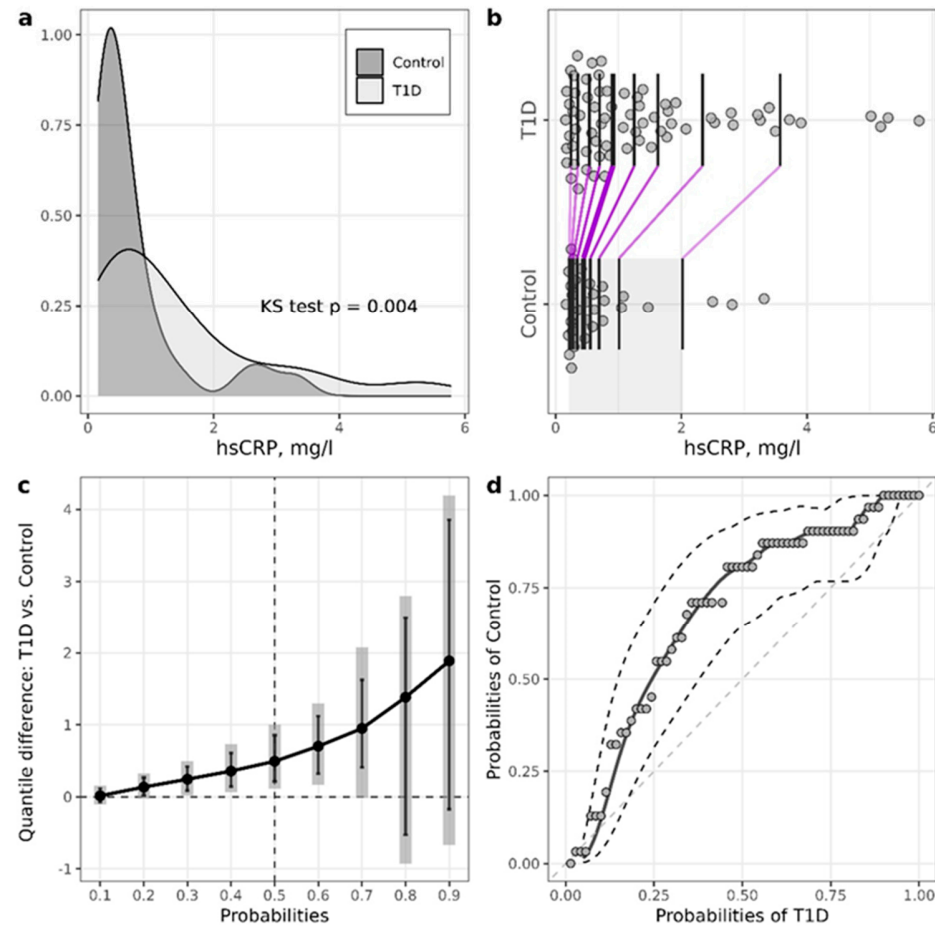 a
1.00
0.75
0.50
0.25
0.00
Control
T1D
KS test p = 0.004
0
2
4
6
hsCRP, mg/l
b
T1D
Control
0
2
4
6
hsCRP, mg/l
c
Quantile difference: T1D vs. Control
4
3
2
1
0
-1
0.1 0.2 0.3 0.4 0.5 0.6 0.7 0.8 0.9
Probabilities
d
Probabilities of Control
1.00
0.75
0.50
0.25
0.00
0.00 0.25 0.50 0.75 1.00
Probabilities of T1D